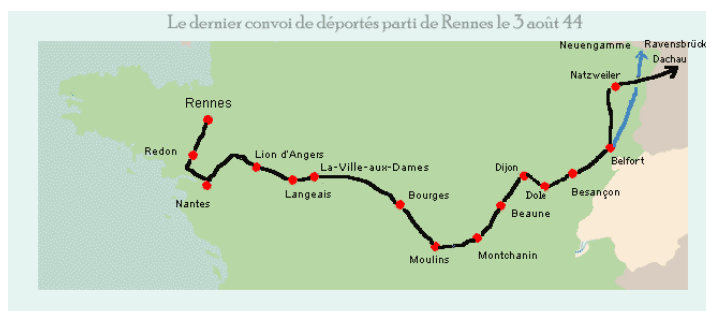 Le dernier convoi de déportés parti de Rennes le 3 août 44
Neuengamme
Ravensbrück
Dachau
Natzweiler
Rennes
Redon
Lion d'Angers
La-Ville-aux-Dames
Dijon
Belfort
Nantes
Langeais
Bourges
Dole
Besançon
Beaune
Moulins
Montchanin